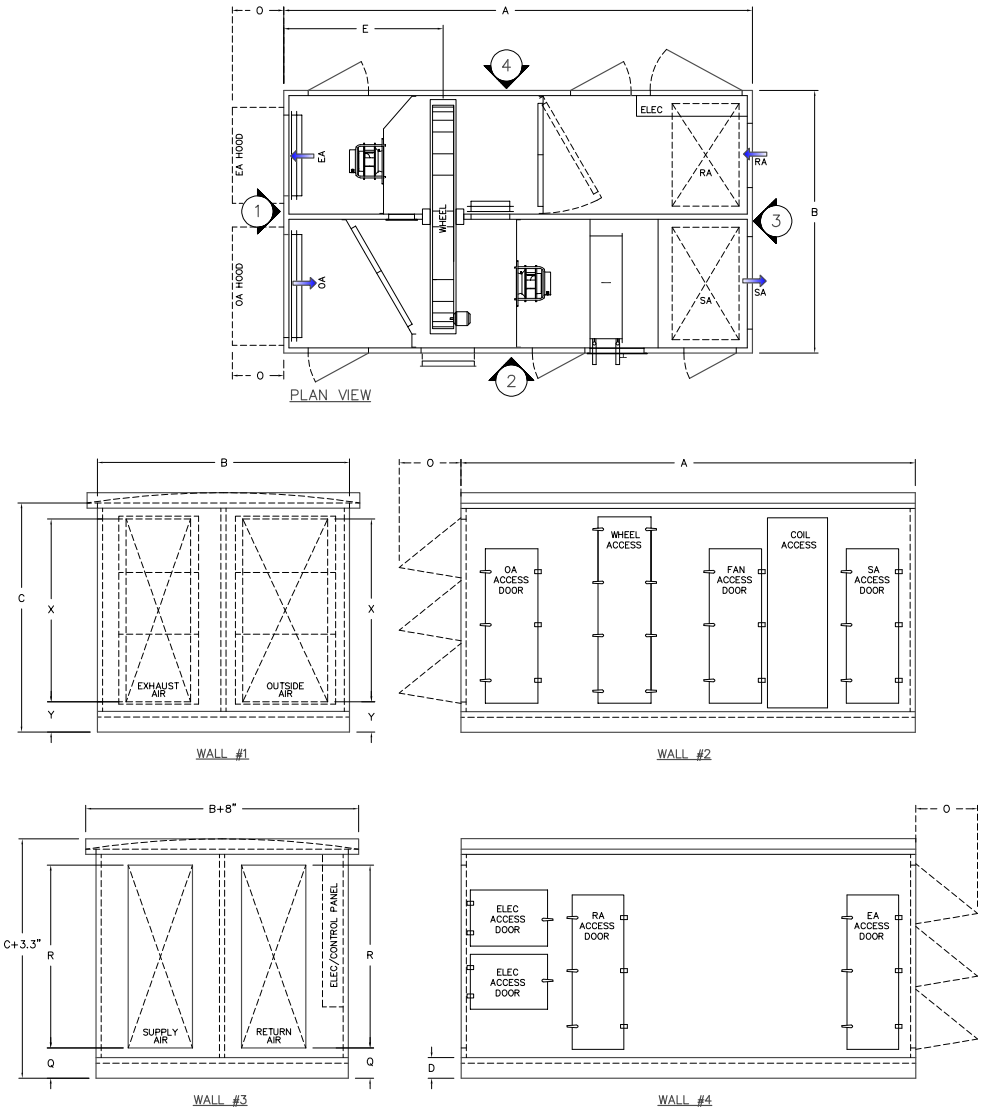 O
A
E
4
ELEC
EA HOOD
EA
RA
RA
1
WHEEL
3
B
OA HOOD
OA
SA
SA
O
2
PLAN VIEW
B
O
A
C
X
X
EXHAUST
AIR
OUTSIDE
AIR
Y
Y
WALL #1
OA
ACCESS
DOOR
WHEEL
ACCESS
FAN
ACCESS
DOOR
COIL
ACCESS
SA
ACCESS
DOOR
WALL #2
B+8"
C+3.3"
R
R
ELEC/CONTROL PANEL
SUPPLY
AIR
RETURN
AIR
Q
Q
WALL #3
O
ELEC
ACCESS
DOOR
ELEC
ACCESS
DOOR
RA
ACCESS
DOOR
EA
ACCESS
DOOR
D
WALL #4